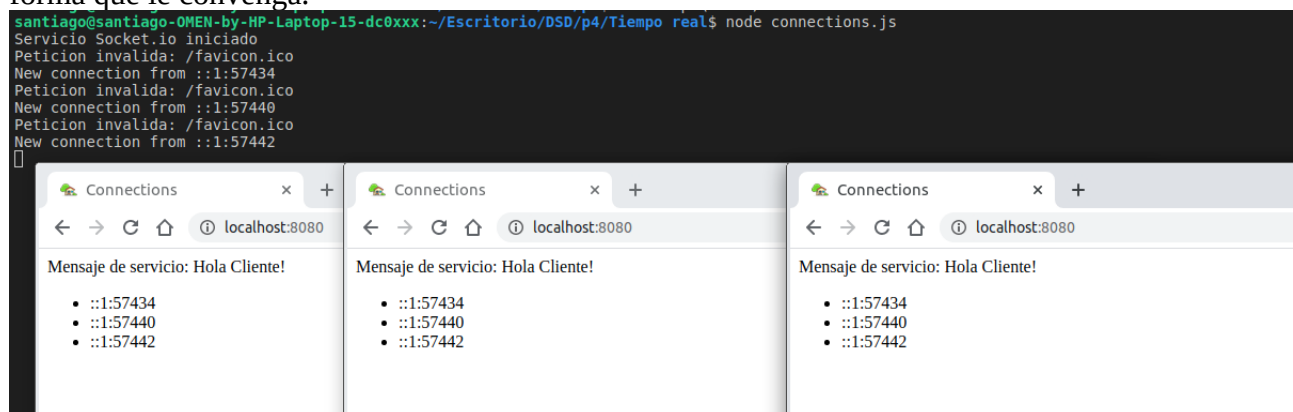 forma que le convenga.
santiago@santiago-OMEN-by-HP-Laptop-15-dc0xxx:~/Escritorio/DSD/p4/Tiempo real$ node connections.js
Servicio Socket.io iniciado
Peticion invalida: /favicon.ico
New connection from ::1:57434
Peticion invalida: /favicon.ico
New connection from ::1:57440
Peticion invalida: /favicon.ico
New connection from ::1:57442
Connections
localhost:8080
Mensaje de servicio: Hola Cliente!
• ::1:57434
• ::1:57440
• ::1:57442
Connections
localhost:8080
Mensaje de servicio: Hola Cliente!
• ::1:57434
• ::1:57440
• ::1:57442
Connections
localhost:8080
Mensaje de servicio: Hola Cliente!
• ::1:57434
• ::1:57440
• ::1:57442